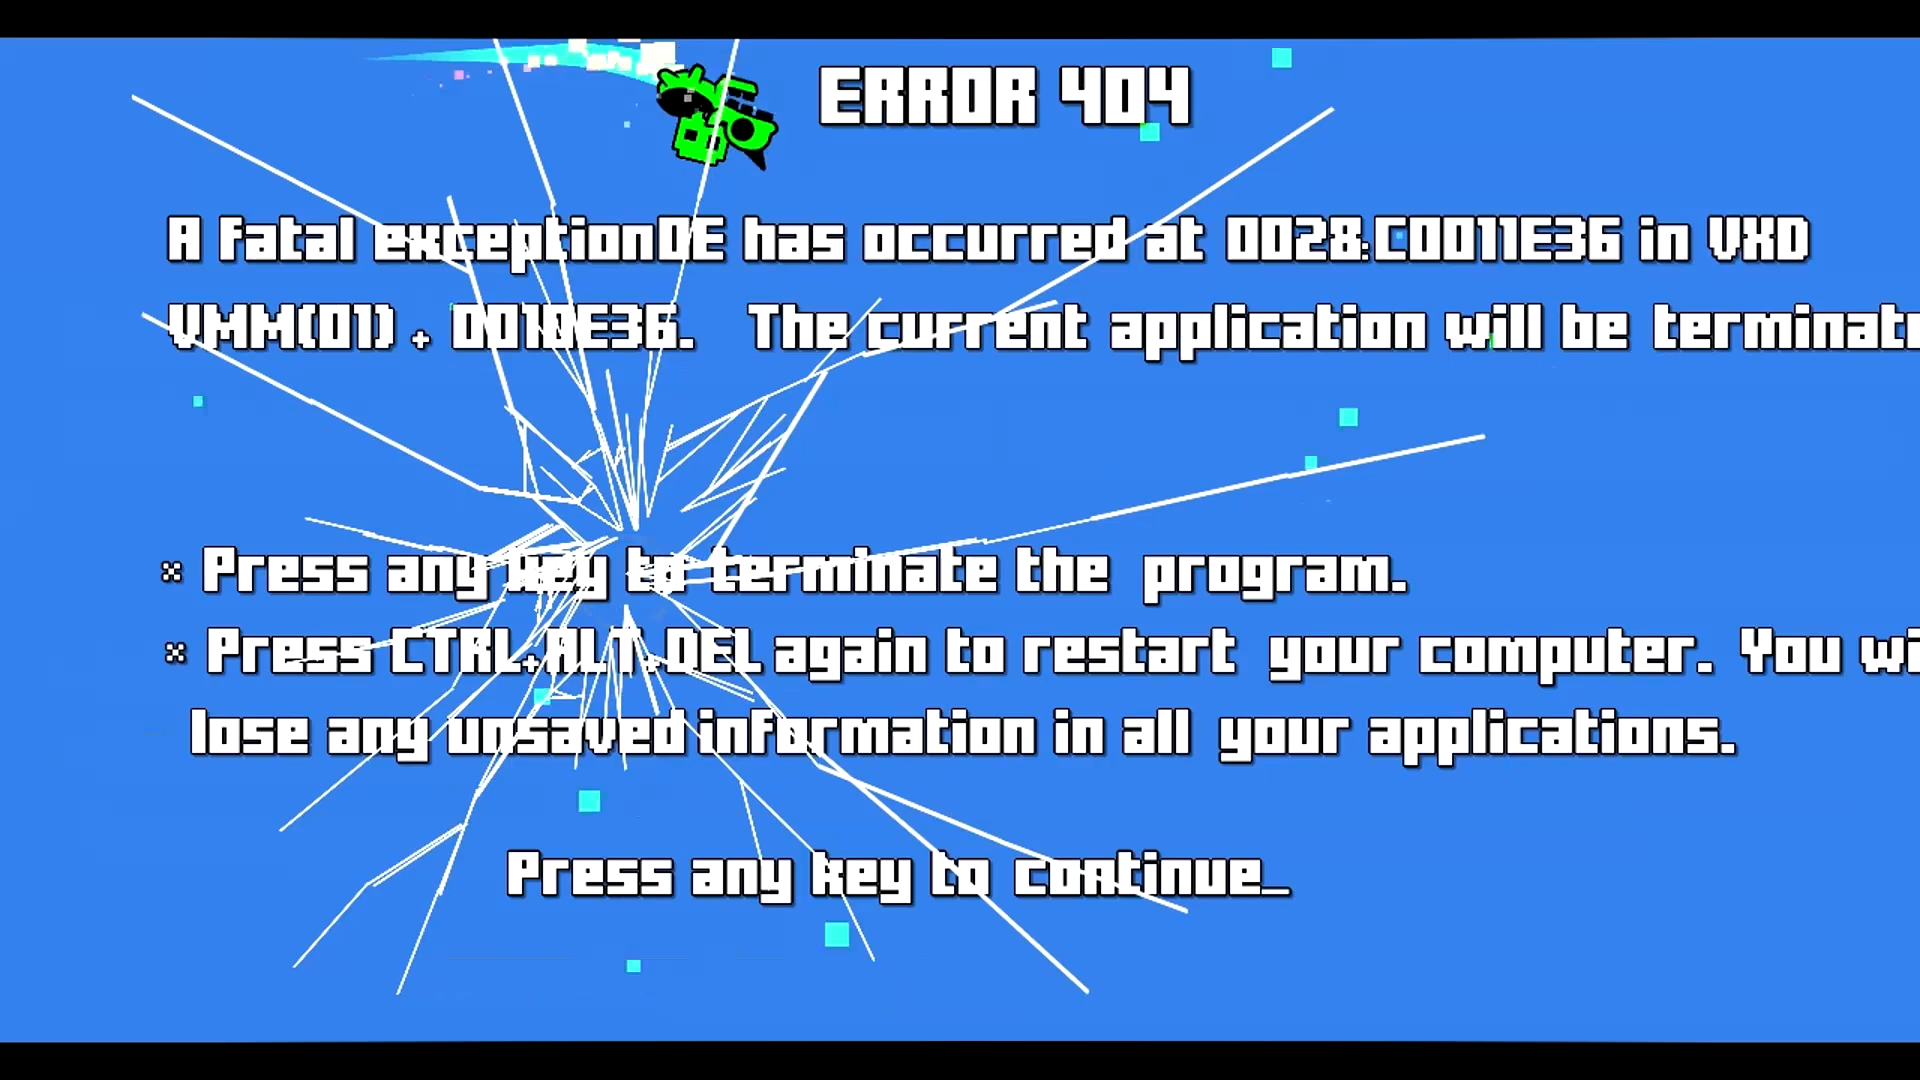 ERROR 404
A fatal exception0E has occurred at 0028:C0011E36 in VXD
VMM(01) + 0010E36. The current application will be terminate
* Press any key to terminate the program.
* Press CTRL+ALT+DEL again to restart your computer. You wi
lose any unsaved information in all your applications.
Press any key to continue_